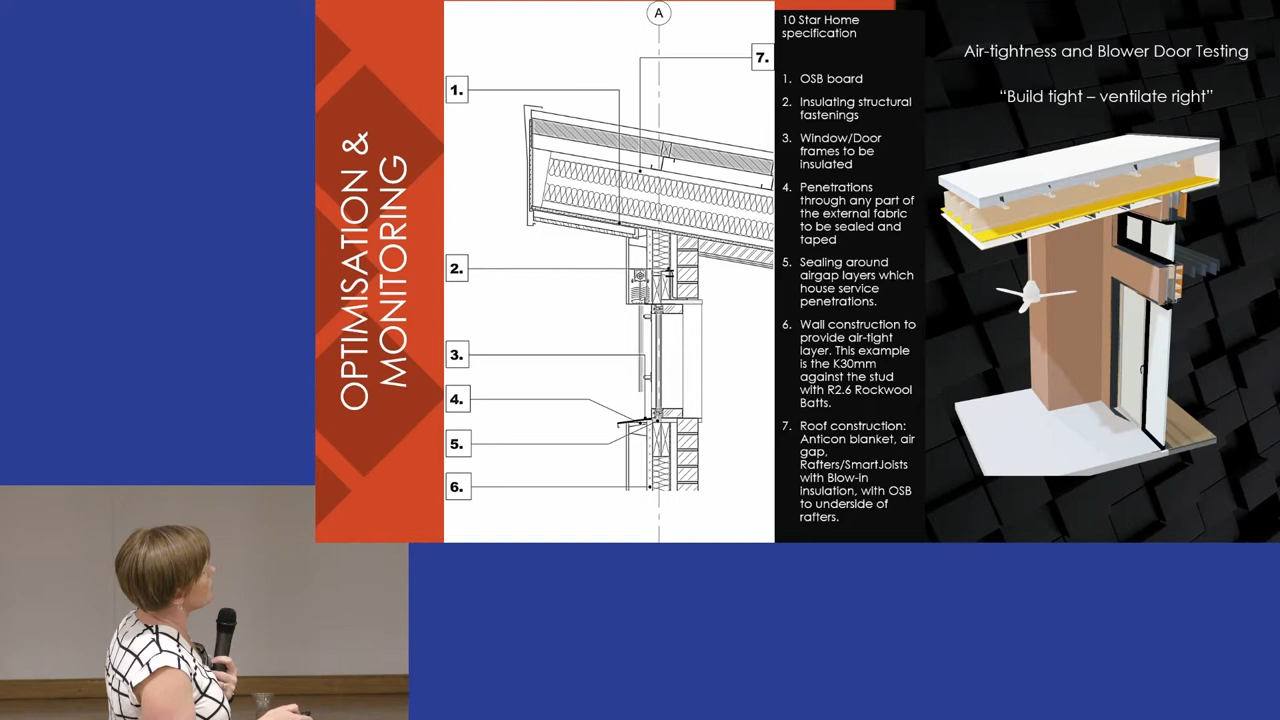 OPTIMISATION &
MONITORING
A
7.
1.
2.
3.
4.
5.
6.
10 Star Home
specification
1. OSB board
2. Insulating structural
fastenings
3. Window/Door
frames to be
insulated
4. Penetrations
through any part of
the external fabric
to be sealed and
taped
5. Sealing around
airgap layers which
house service
penetrations.
6. Wall construction to
provide air-tight
layer. This example
is the K30mm
against the stud
with R2.6 Rockwool
Batts.
7. Roof construction:
Anticon blanket, air
gap,
Rafters/SmartJoists
with Blow-in
insulation, with OSB
to underside of
rafters.
Air-tightness and Blower Door Testing
“Build tight – ventilate right”